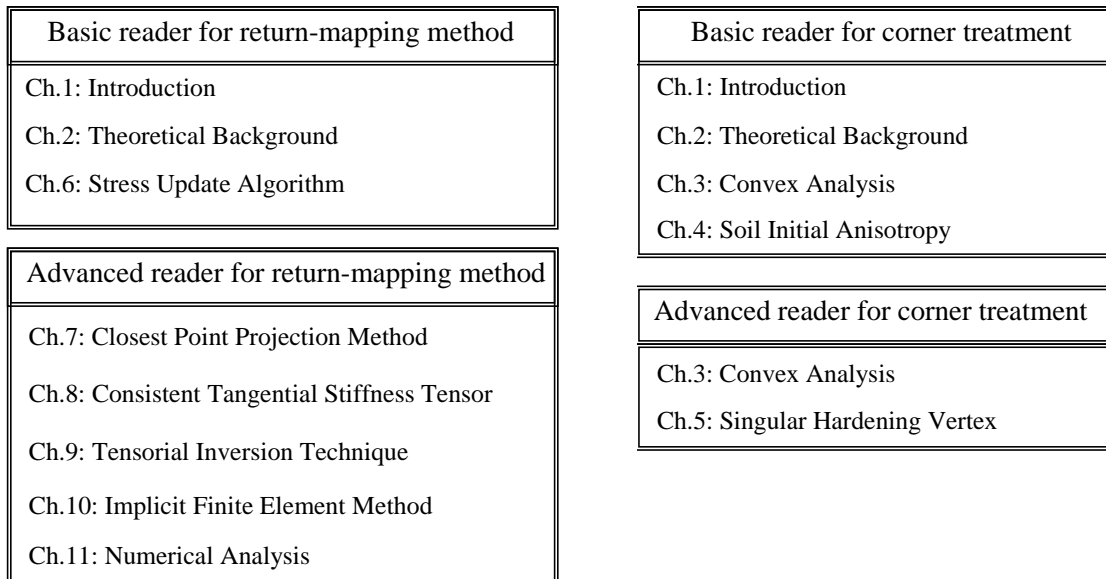 Basic reader for return-mapping method
Ch.1: Introduction
Ch.2: Theoretical Background
Ch.6: Stress Update Algorithm
Advanced reader for return-mapping method
Ch.7: Closest Point Projection Method
Ch.8: Consistent Tangential Stiffness Tensor
Ch.9: Tensorial Inversion Technique
Ch.10: Implicit Finite Element Method
Ch.11: Numerical Analysis
Basic reader for corner treatment
Ch.1: Introduction
Ch.2: Theoretical Background
Ch.3: Convex Analysis
Ch.4: Soil Initial Anisotropy
Advanced reader for corner treatment
Ch.3: Convex Analysis
Ch.5: Singular Hardening Vertex